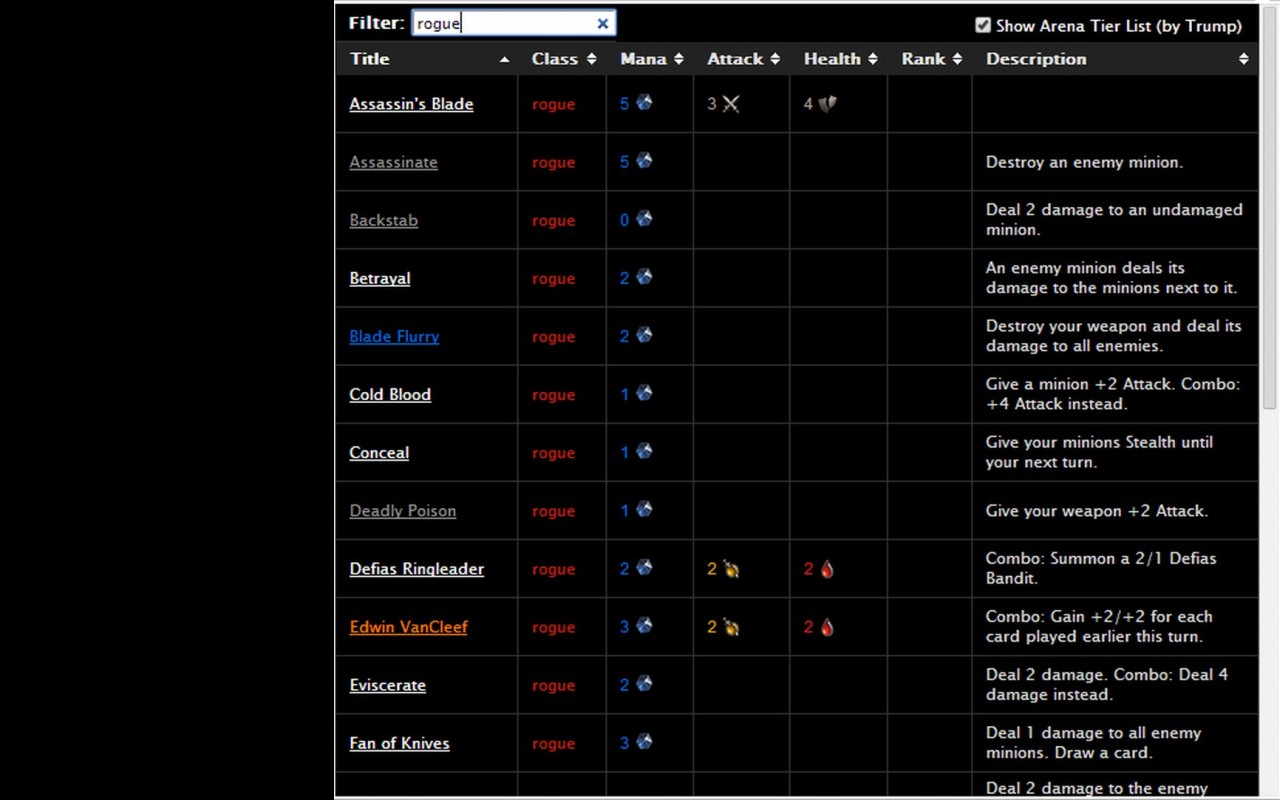 Filter: rogue Show Arena Tier List (by Trump)
Title Class Mana Attack Health Rank Description
Assassin's Blade rogue 5 3 4
Assassinate rogue 5 Destroy an enemy minion.
Backstab rogue 0 Deal 2 damage to an undamaged
minion.
Betrayal rogue 2 An enemy minion deals its
damage to the minions next to it.
Blade Flurry rogue 2 Destroy your weapon and deal its
damage to all enemies.
Cold Blood rogue 1 Give a minion +2 Attack. Combo:
+4 Attack instead.
Conceal rogue 1 Give your minions Stealth until
your next turn.
Deadly Poison rogue 1 Give your weapon +2 Attack.
Defias Ringleader rogue 2 2 2 Combo: Summon a 2/1 Defias
Bandit.
Edwin VanCleef rogue 3 2 2 Combo: Gain +2/+2 for each
card played earlier this turn.
Eviscerate rogue 2 Deal 2 damage. Combo: Deal 4
damage instead.
Fan of Knives rogue 3 Deal 1 damage to all enemy
minions. Draw a card.
Deal 2 damage to the enemy